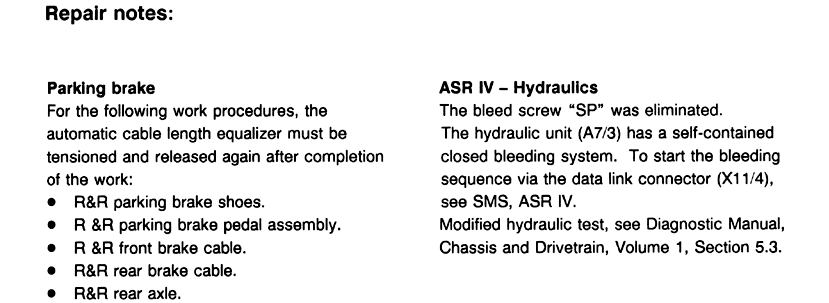 Repair notes:
Parking brake
For the following work procedures, the
automatic cable length equalizer must be
tensioned and released again after completion
of the work:
● R&R parking brake shoes.
● R &R parking brake pedal assembly.
● R &R front brake cable.
● R&R rear brake cable.
● R&R rear axle.
ASR IV – Hydraulics
The bleed screw “SP” was eliminated.
The hydraulic unit (A7/3) has a self-contained
closed bleeding system. To start the bleeding
sequence via the data link connector (X11/4),
see SMS, ASR IV.
Modified hydraulic test, see Diagnostic Manual,
Chassis and Drivetrain, Volume 1, Section 5.3.